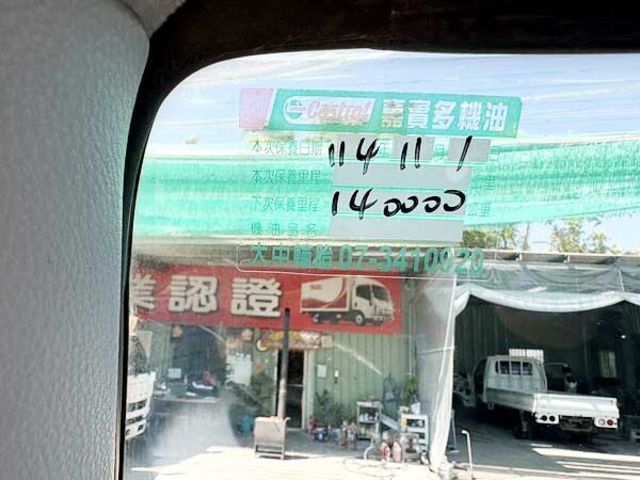 Castrol 嘉實多機油
本次保養日期 114 11 1
本次保養里程
下次保養里程 140000
機油品名
大中輪胎 07-3410920
業認證